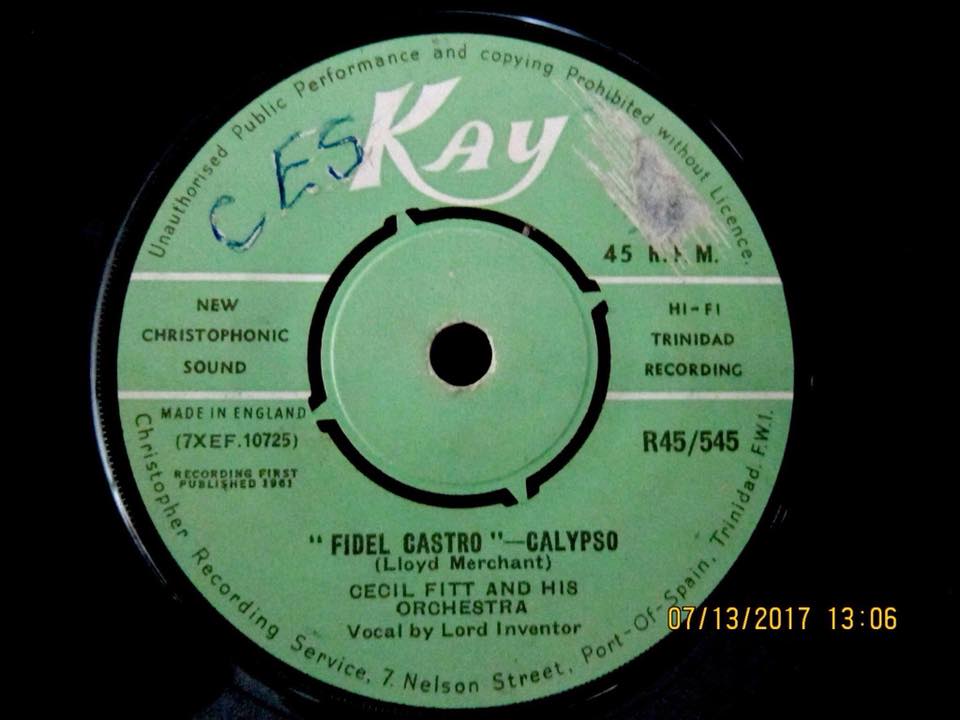 Unauthorised Public Performance and copying Prohibited without Licence.
CES
KAY
45 R.P.M.
NEW
CHRISTOPHONIC
SOUND
HI-FI
TRINIDAD
RECORDING
MADE IN ENGLAND
(7XEF.10725)
RECORDING FIRST
PUBLISHED 1961
R45/545
"FIDEL CASTRO"—CALYPSO
(Lloyd Merchant)
CECIL FITT AND HIS
ORCHESTRA
Vocal by Lord Inventor
Christopher Recording Service, 7. Nelson Street, Port-Of-Spain, Trinidad. F.W.I.
07/13/2017 13:06